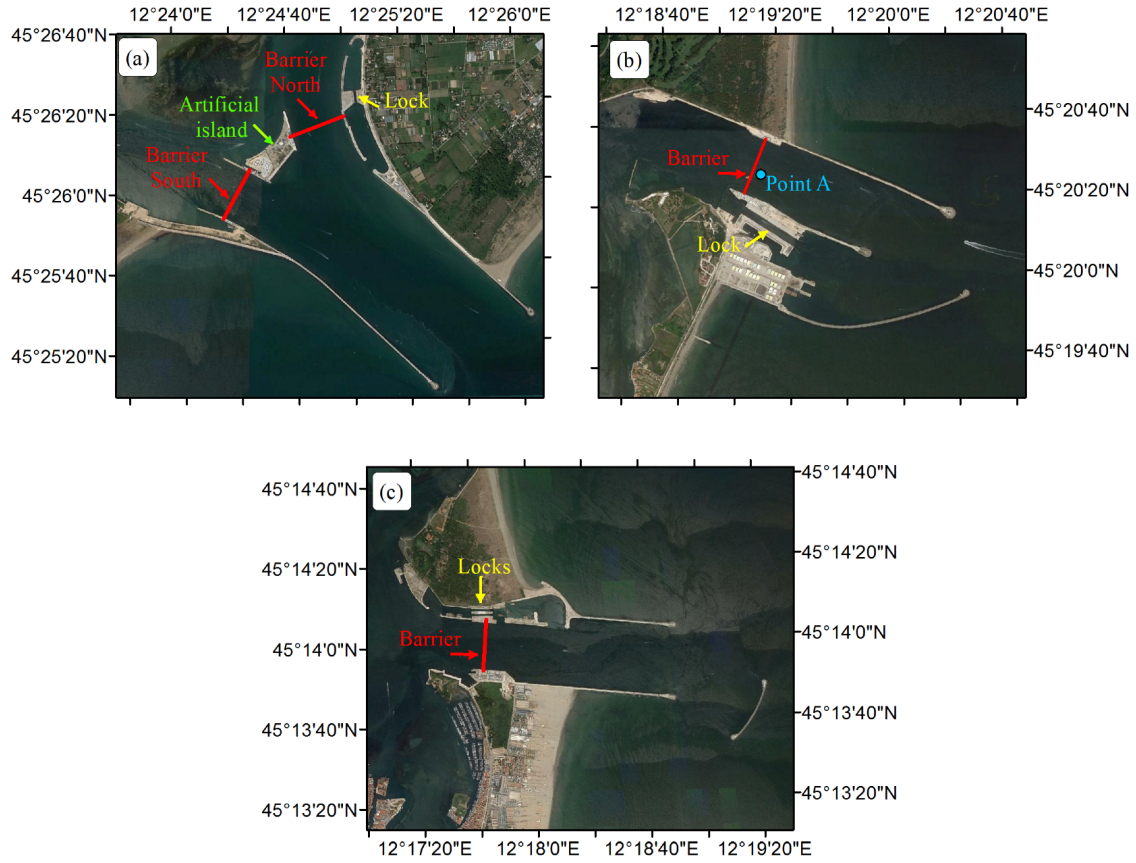 12°24'0"E 12°24'40"E 12°25'20"E 12°26'0"E
45°26'40"N
45°26'20"N
45°26'0"N
45°25'40"N
45°25'20"N
(a)
Barrier
North
Lock
Artificial
island
Barrier
South
12°18'40"E 12°19'20"E 12°20'0"E 12°20'40"E
(b)
Barrier
Point A
Lock
45°20'40"N
45°20'20"N
45°20'0"N
45°19'40"N
45°14'40"N
45°14'20"N
45°14'0"N
45°13'40"N
45°13'20"N
(c)
Locks
Barrier
45°14'40"N
45°14'20"N
45°14'0"N
45°13'40"N
45°13'20"N
12°17'20"E 12°18'0"E 12°18'40"E 12°19'20"E